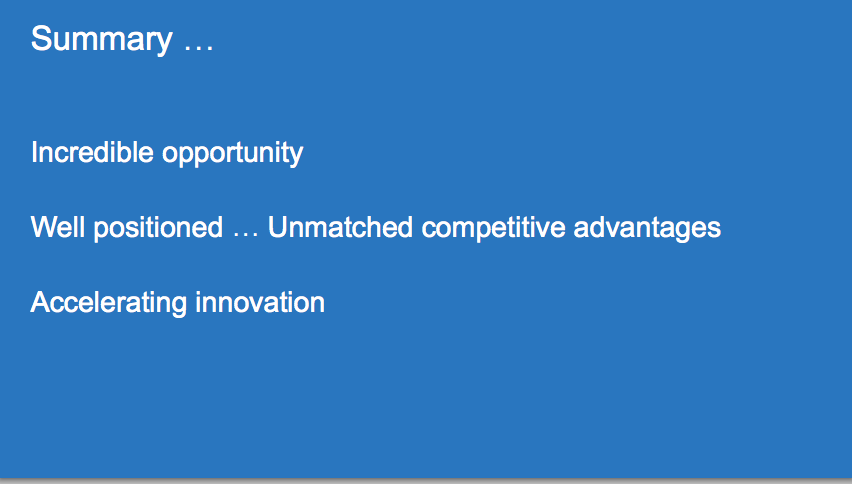 Summary …
Incredible opportunity
Well positioned … Unmatched competitive advantages
Accelerating innovation